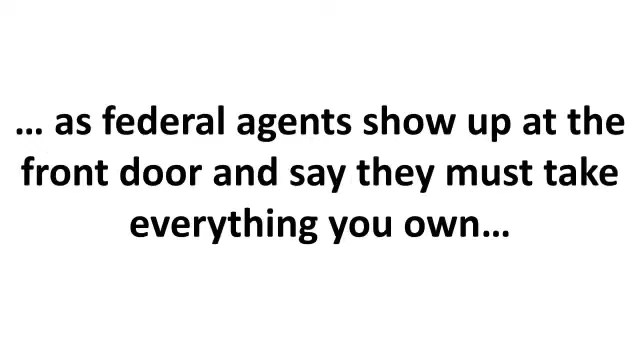 … as federal agents show up at the
front door and say they must take
everything you own…